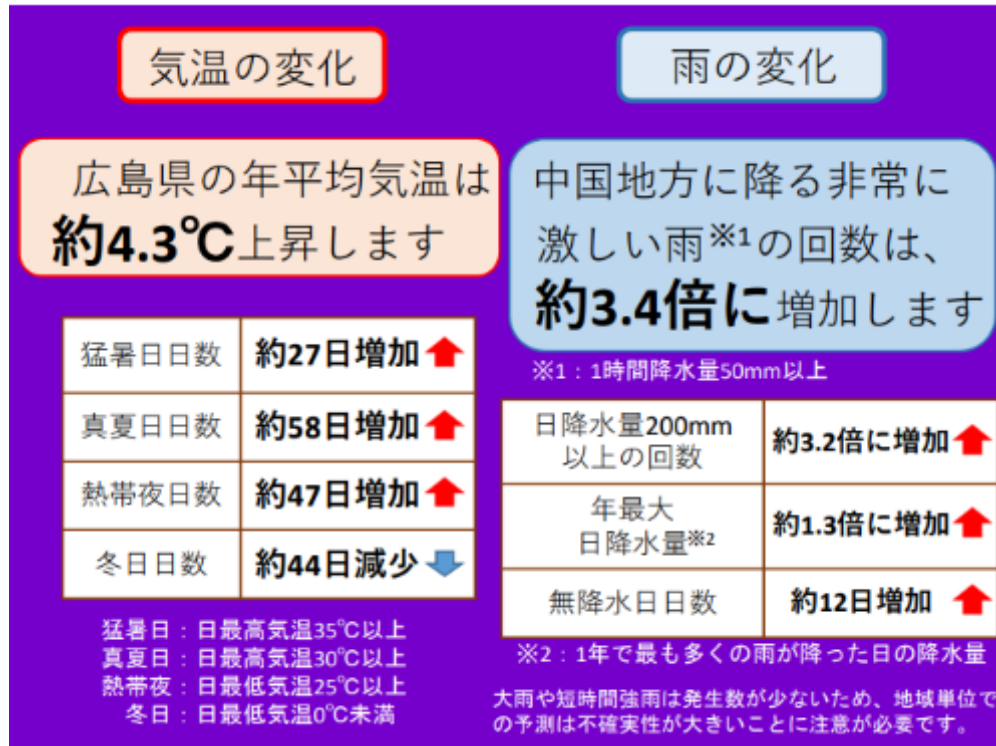 気温の変化
広島県の年平均気温は
約4.3℃上昇します
猛暑日日数 約27日増加
真夏日日数 約58日増加
熱帯夜日数 約47日増加
冬日日数 約44日減少
猛暑日：日最高気温35℃以上
真夏日：日最高気温30℃以上
熱帯夜：日最低気温25℃以上
冬日：日最低気温0℃未満
雨の変化
中国地方に降る非常に
激しい雨※1の回数は、
約3.4倍に増加します
※1：1時間降水量50mm以上
日降水量200mm
以上の回数 約3.2倍に増加
年最大
日降水量※2 約1.3倍に増加
無降水日日数 約12日増加
※2：1年で最も多くの雨が降った日の降水量
大雨や短時間強雨は発生数が少ないため、地域単位で
の予測は不確実性が大きいことに注意が必要です。